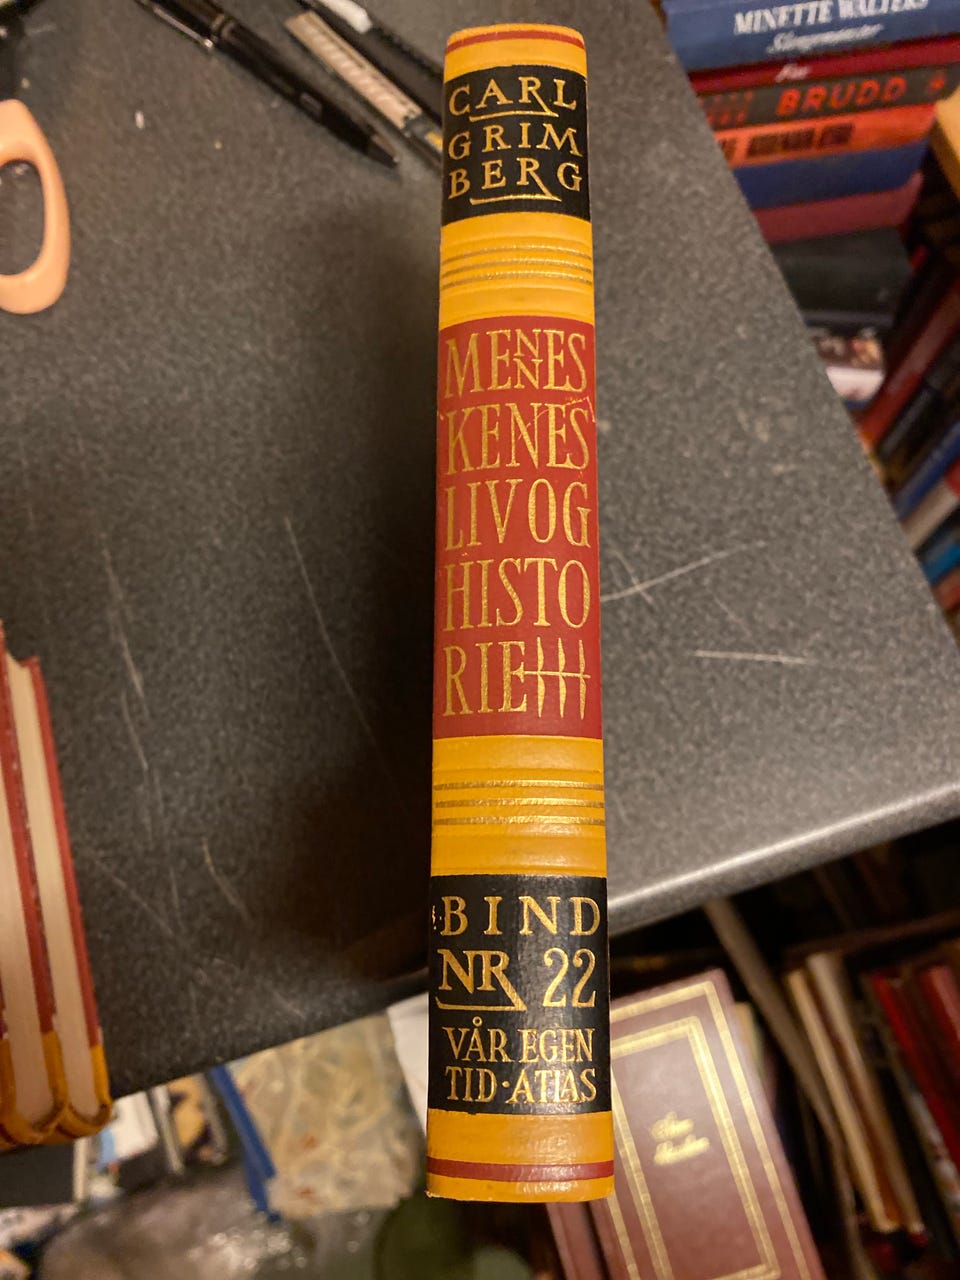 CARL
GRIM
BERG
MENNES
KENES
LIV OG
HISTO
RIE
BIND
NR 22
VÅR EGEN
TID · ATLAS
MINETTE WALTERS
BRUDD